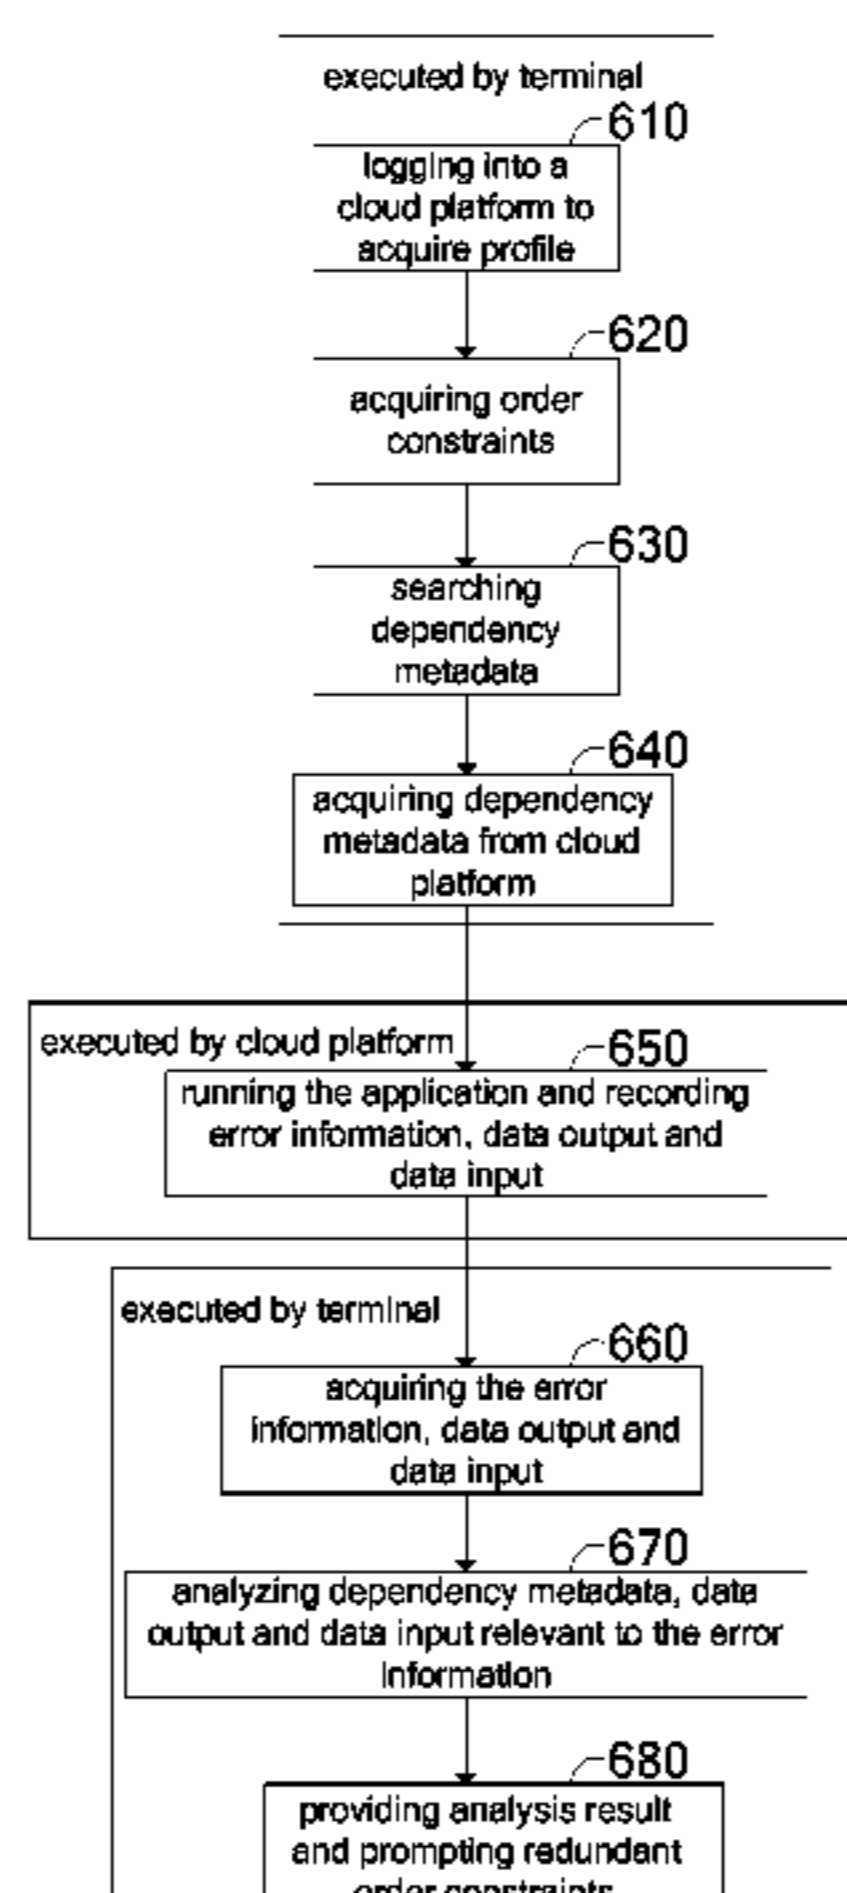 executed by terminal
610
logging into a
cloud platform to
acquire profile
620
acquiring order
constraints
630
searching
dependency
metadata
640
acquiring dependency
metadata from cloud
platform
executed by cloud platform
650
running the application and recording
error information, data output and
data input
executed by terminal
660
acquiring the error
information, data output and
data input
670
analyzing dependency metadata, data
output and data input relevant to the error
information
680
providing analysis result
and prompting redundant
order constraints